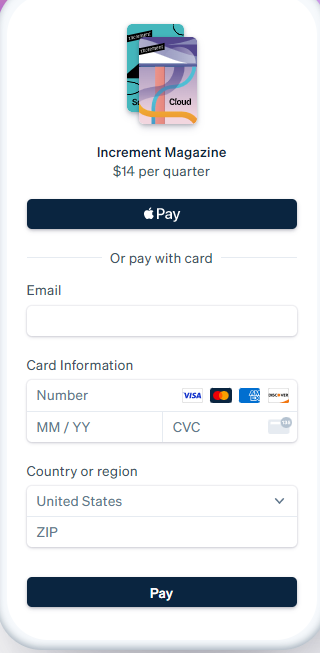 Increment
Increment
Cloud
Increment Magazine
$14 per quarter
Pay
Or pay with card
Email
Card Information
Number VISA AMEX DISCOVER
MM / YY CVC 
Country or region
United States
ZIP
Pay